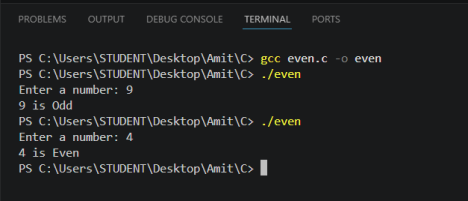 PROBLEMS OUTPUT DEBUG CONSOLE TERMINAL PORTS
PS C:\Users\STUDENT\Desktop\Amit\C> gcc even.c -o even
PS C:\Users\STUDENT\Desktop\Amit\C> ./even
Enter a number: 9
9 is Odd
PS C:\Users\STUDENT\Desktop\Amit\C> ./even
Enter a number: 4
4 is Even
PS C:\Users\STUDENT\Desktop\Amit\C>